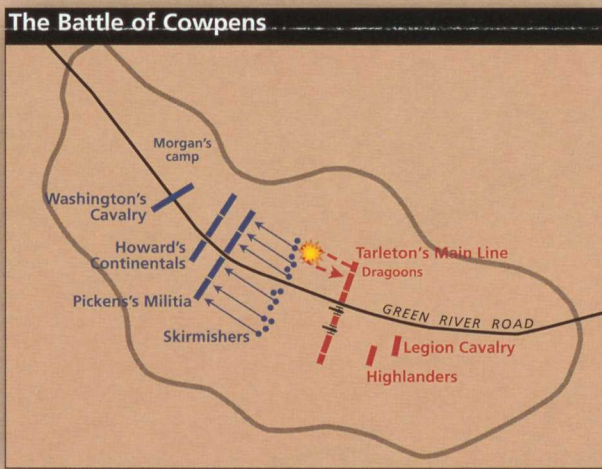 The Battle of Cowpens
Morgan's
camp
Washington's
Cavalry
Howard's
Continentals
Pickens's Militia
Skirmishers
Tarleton's Main Line
Dragoons
GREEN RIVER ROAD
Legion Cavalry
Highlanders